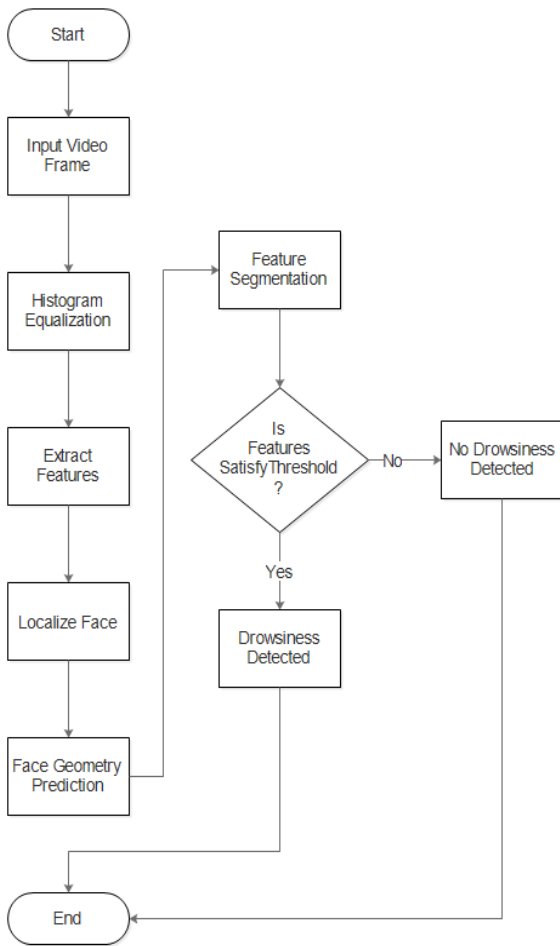 Start
Input Video
Frame
Histogram
Equalization
Extract
Features
Localize Face
Face Geometry
Prediction
Feature
Segmentation
Is
Features
SatisfyThreshold
?
No
No Drowsiness
Detected
Yes
Drowsiness
Detected
End